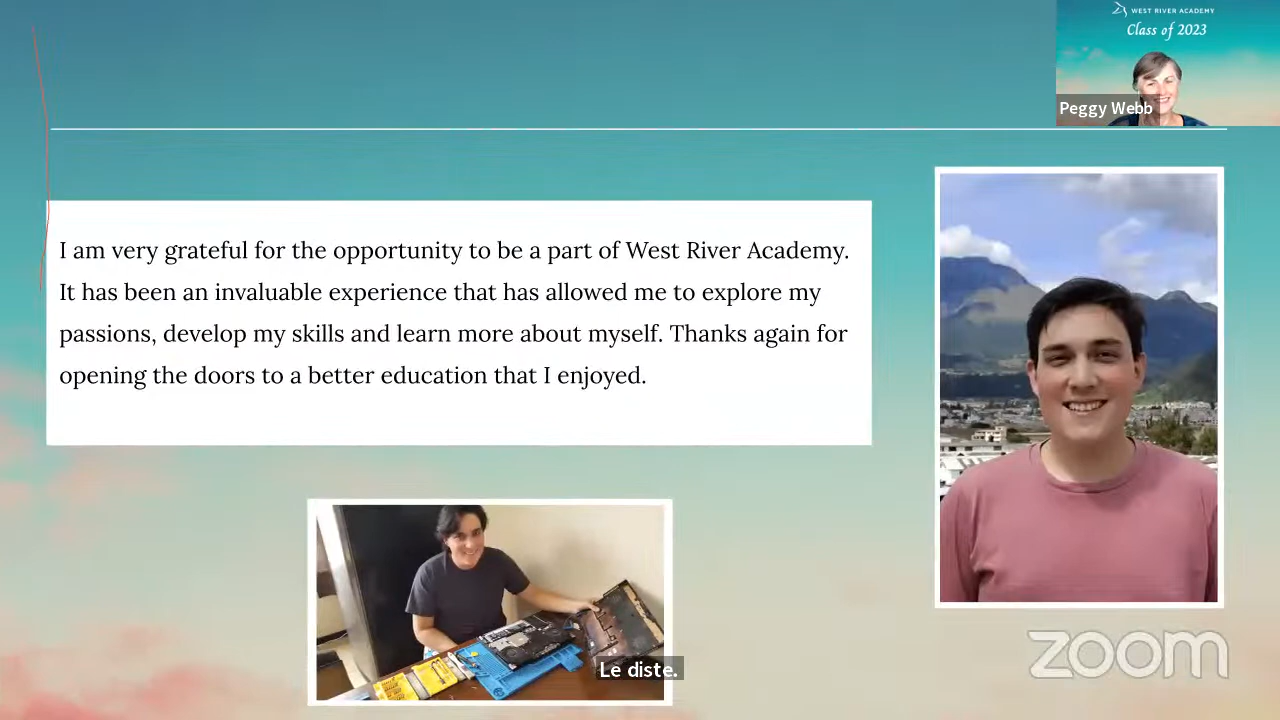 WEST RIVER ACADEMY
Class of 2023
Peggy Webb
I am very grateful for the opportunity to be a part of West River Academy.
It has been an invaluable experience that has allowed me to explore my
passions, develop my skills and learn more about myself. Thanks again for
opening the doors to a better education that I enjoyed.
Le diste.
zoom